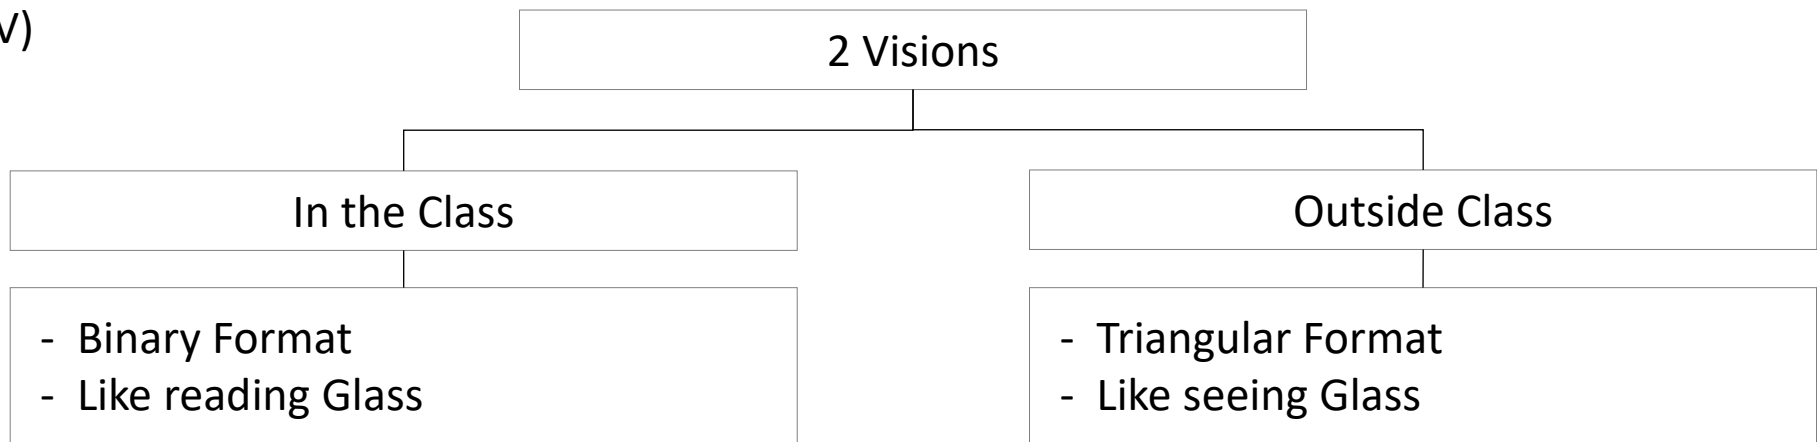 V)
2 Visions
In the Class
Outside Class
- Binary Format
- Like reading Glass
- Triangular Format
- Like seeing Glass